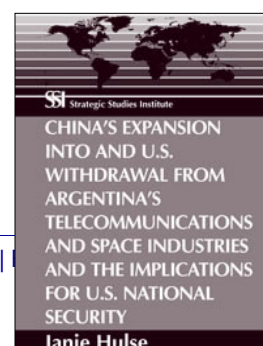 SSI Strategic Studies Institute
CHINA'S EXPANSION
INTO AND U.S.
WITHDRAWAL FROM
ARGENTINA'S
TELECOMMUNICATIONS
AND SPACE INDUSTRIES
AND THE IMPLICATIONS
FOR U.S. NATIONAL
SECURITY
Janie Hulse